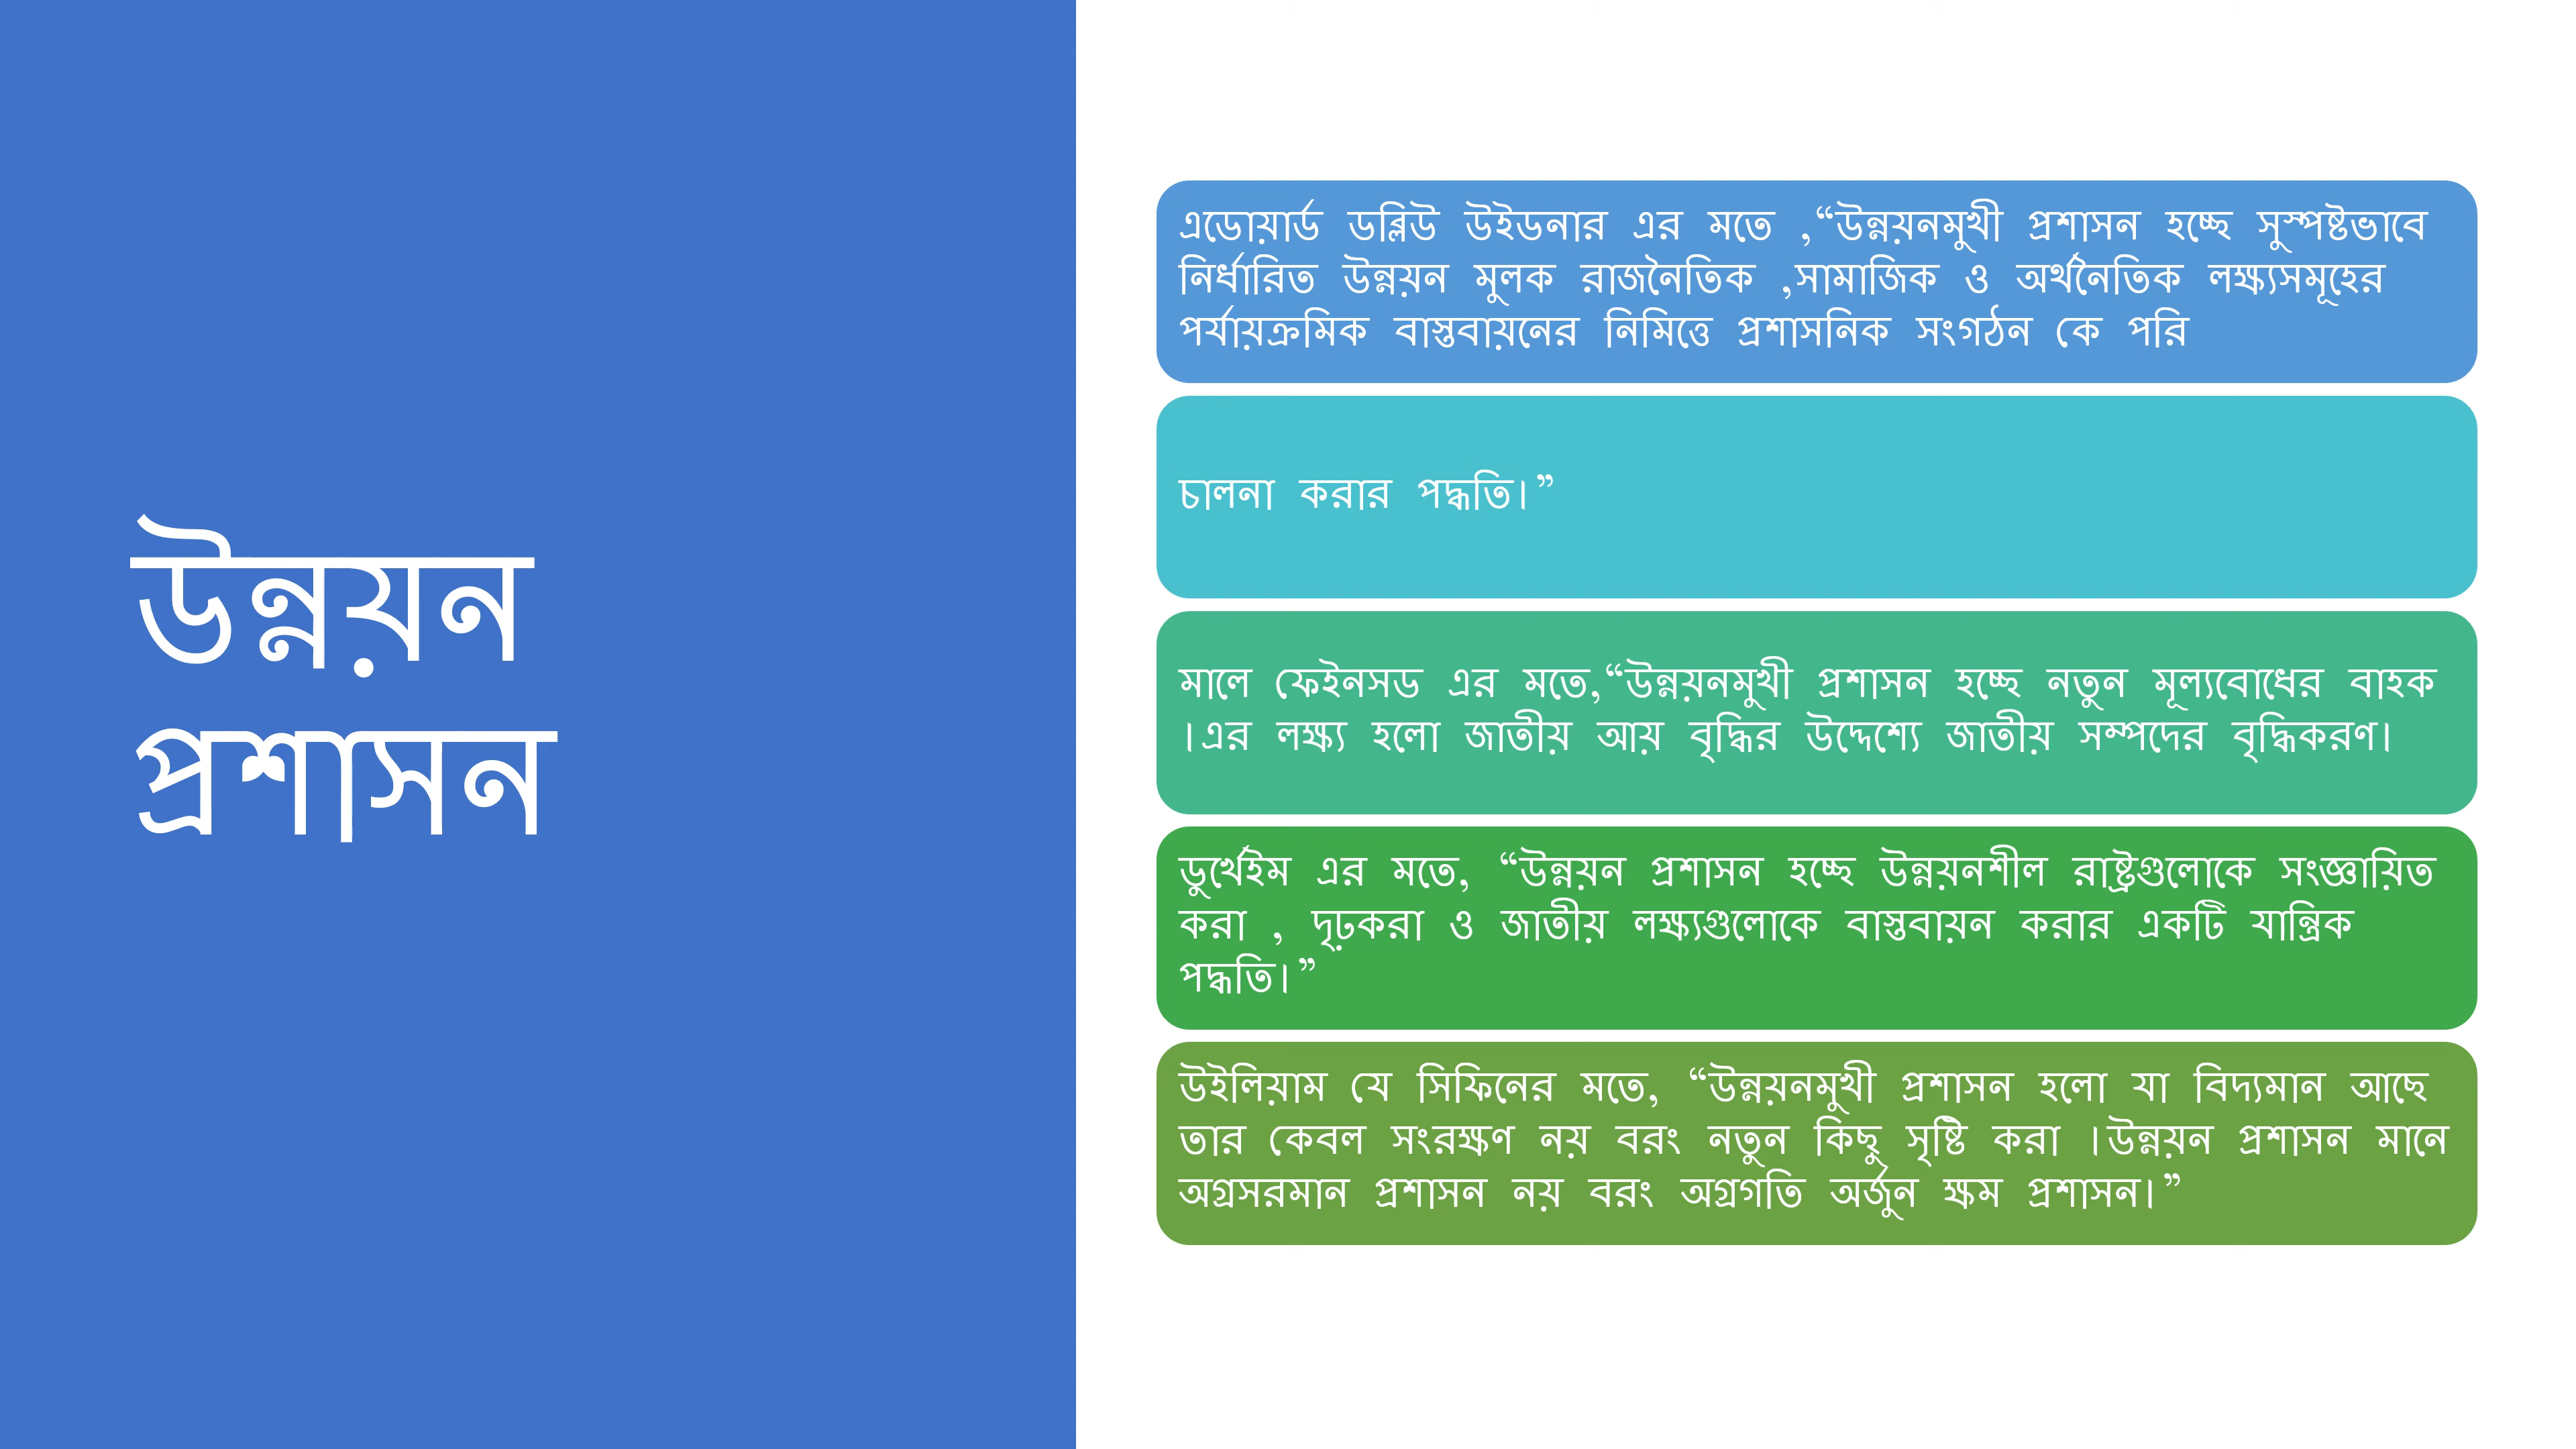 উন্নয়ন
প্রশাসন
এডোয়ার্ড ডব্লিউ উইডনার এর মতে ,“উন্নয়নমুখী প্রশাসন হচ্ছে সুস্পষ্টভাবে
নির্ধারিত উন্নয়ন মুলক রাজনৈতিক ,সামাজিক ও অর্থনৈতিক লক্ষ্যসমূহের
পর্যায়ক্রমিক বাস্তবায়নের নিমিত্তে প্রশাসনিক সংগঠন কে পরি
চালনা করার পদ্ধতি।”
মালে ফেইনসড এর মতে,“উন্নয়নমুখী প্রশাসন হচ্ছে নতুন মূল্যবোধের বাহক
।এর লক্ষ্য হলো জাতীয় আয় বৃদ্ধির উদ্দেশ্যে জাতীয় সম্পদের বৃদ্ধিকরণ।
ডুর্খেইম এর মতে, “উন্নয়ন প্রশাসন হচ্ছে উন্নয়নশীল রাষ্ট্রগুলোকে সংজ্ঞায়িত
করা , দৃঢ়করা ও জাতীয় লক্ষ্যগুলোকে বাস্তবায়ন করার একটি যান্ত্রিক
পদ্ধতি।”
উইলিয়াম যে সিফিনের মতে, “উন্নয়নমুখী প্রশাসন হলো যা বিদ্যমান আছে
তার কেবল সংরক্ষণ নয় বরং নতুন কিছু সৃষ্টি করা ।উন্নয়ন প্রশাসন মানে
অগ্রসরমান প্রশাসন নয় বরং অগ্রগতি অর্জুন ক্ষম প্রশাসন।”